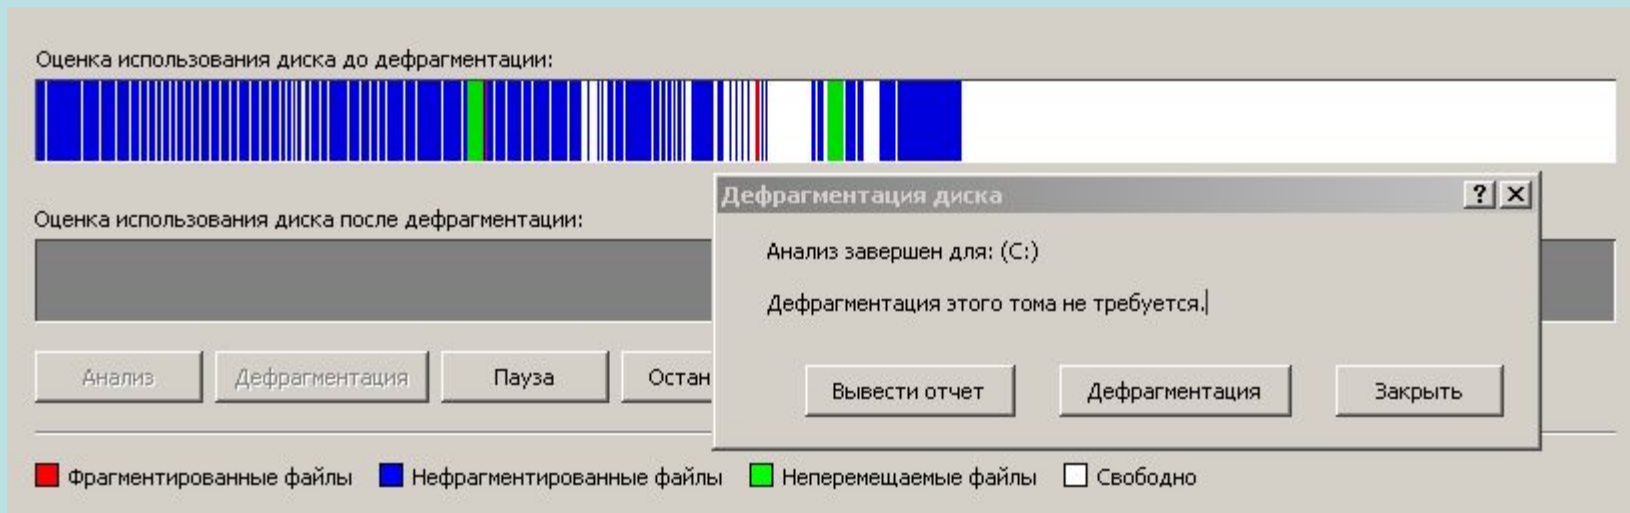 Оценка использования диска до дефрагментации:
Дефрагментация диска
Оценка использования диска после дефрагментации:
Анализ завершен для: (C:)
Дефрагментация этого тома не требуется.
Анализ Дефрагментация Пауза Остан
Вывести отчет Дефрагментация Закрыть
Фрагментированные файлы Нефрагментированные файлы Неперемещаемые файлы Свободно